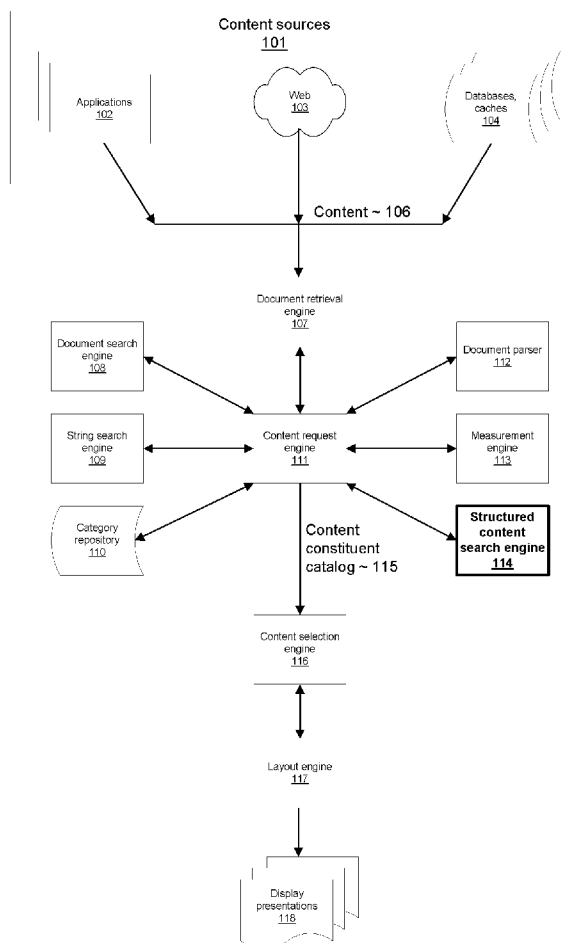 Content sources
101
Applications
102
Web
103
Databases,
caches
104
Content ~ 106
Document retrieval
engine
107
Document search
engine
108
Document parser
112
String search
engine
109
Content request
engine
111
Measurement
engine
113
Category
repository
110
Content
constituent
catalog ~ 115
Structured
content
search engine
114
Content selection
engine
116
Layout engine
117
Display
presentations
118